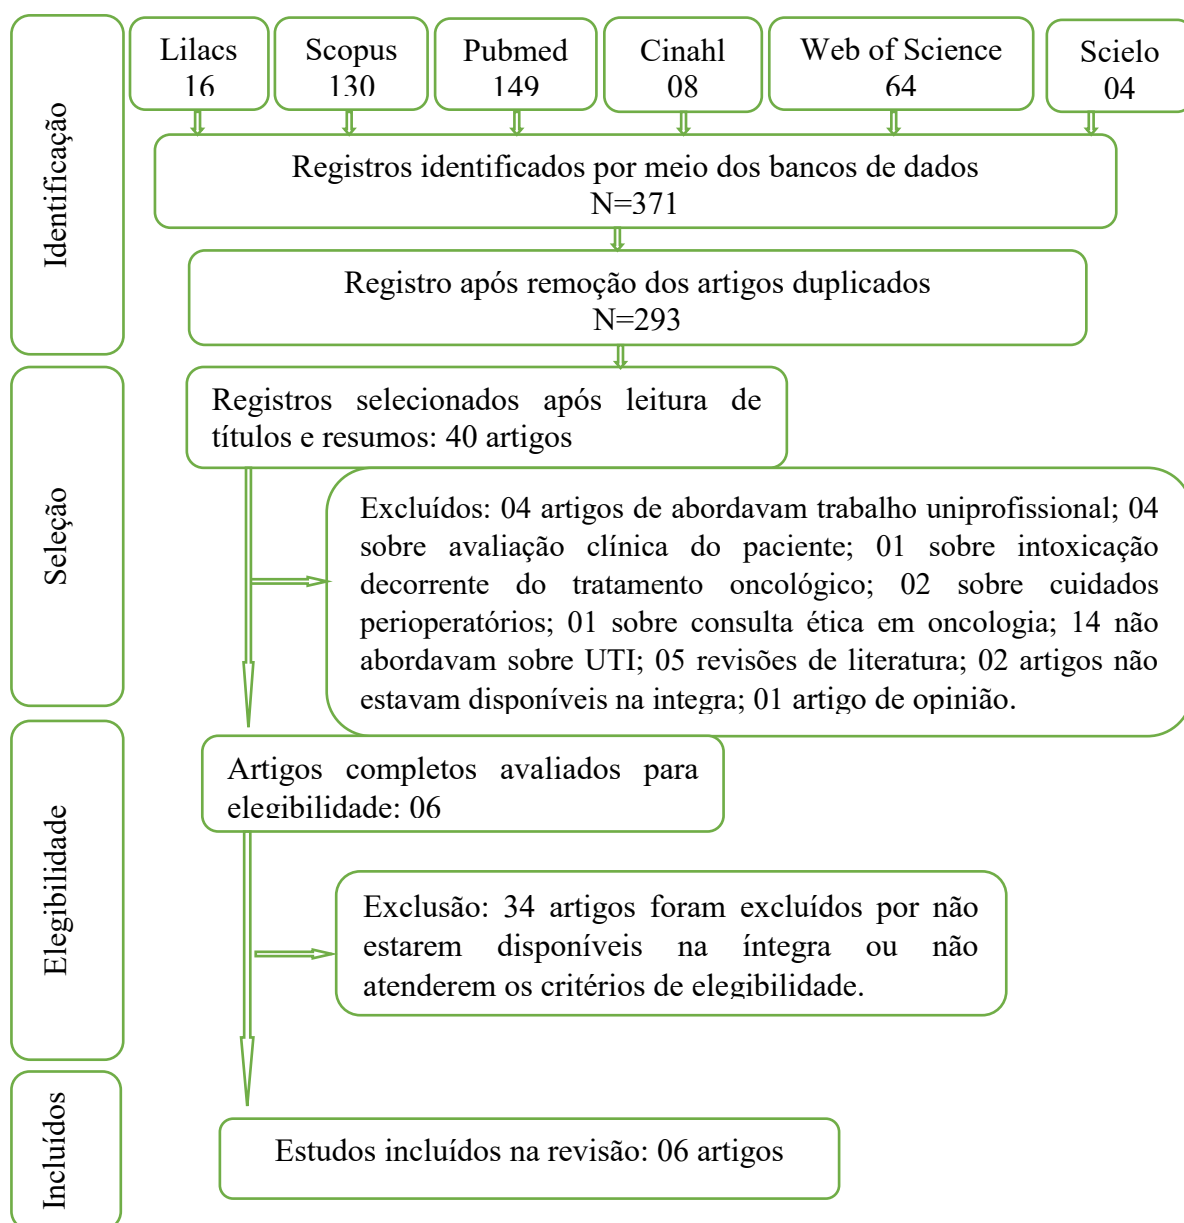 Identificação
Lilacs
16
Scopus
130
Pubmed
149
Cinahl
08
Web of Science
64
Scielo
04
Registros identificados por meio dos bancos de dados
N=371
Registro após remoção dos artigos duplicados
N=293
Seleção
Registros selecionados após leitura de
títulos e resumos: 40 artigos
Excluídos: 04 artigos de abordavam trabalho uniprofissional; 04
sobre avaliação clínica do paciente; 01 sobre intoxicação
decorrente do tratamento oncológico; 02 sobre cuidados
perioperatórios; 01 sobre consulta ética em oncologia; 14 não
abordavam sobre UTI; 05 revisões de literatura; 02 artigos não
estavam disponíveis na integra; 01 artigo de opinião.
Elegibilidade
Artigos completos avaliados para
elegibilidade: 06
Exclusão: 34 artigos foram excluídos por não
estarem disponíveis na íntegra ou não
atenderem os critérios de elegibilidade.
Incluídos
Estudos incluídos na revisão: 06 artigos